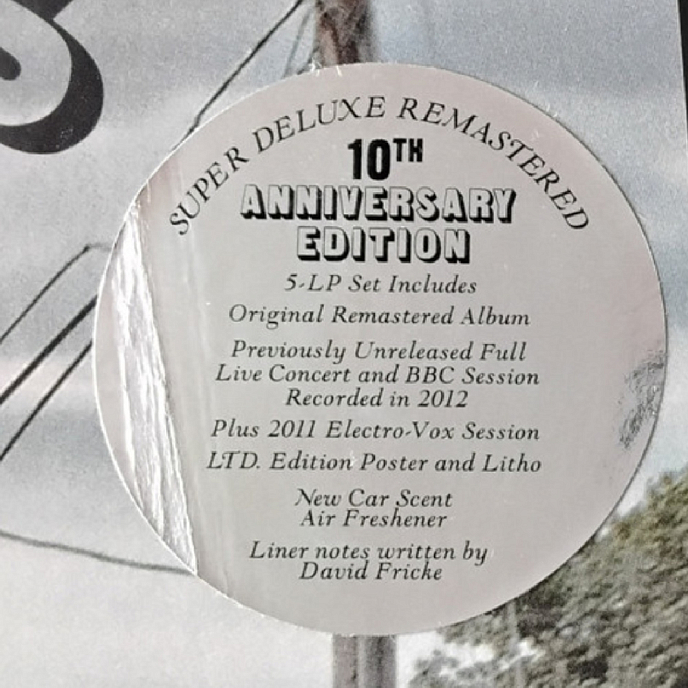 S
SUPER DELUXE REMASTERED
10TH
ANNIVERSARY
EDITION
5-LP Set Includes
Original Remastered Album
Previously Unreleased Full
Live Concert and BBC Session
Recorded in 2012
Plus 2011 Electro-Vox Session
LTD. Edition Poster and Litho
New Car Scent
Air Freshener
Liner notes written by
David Fricke